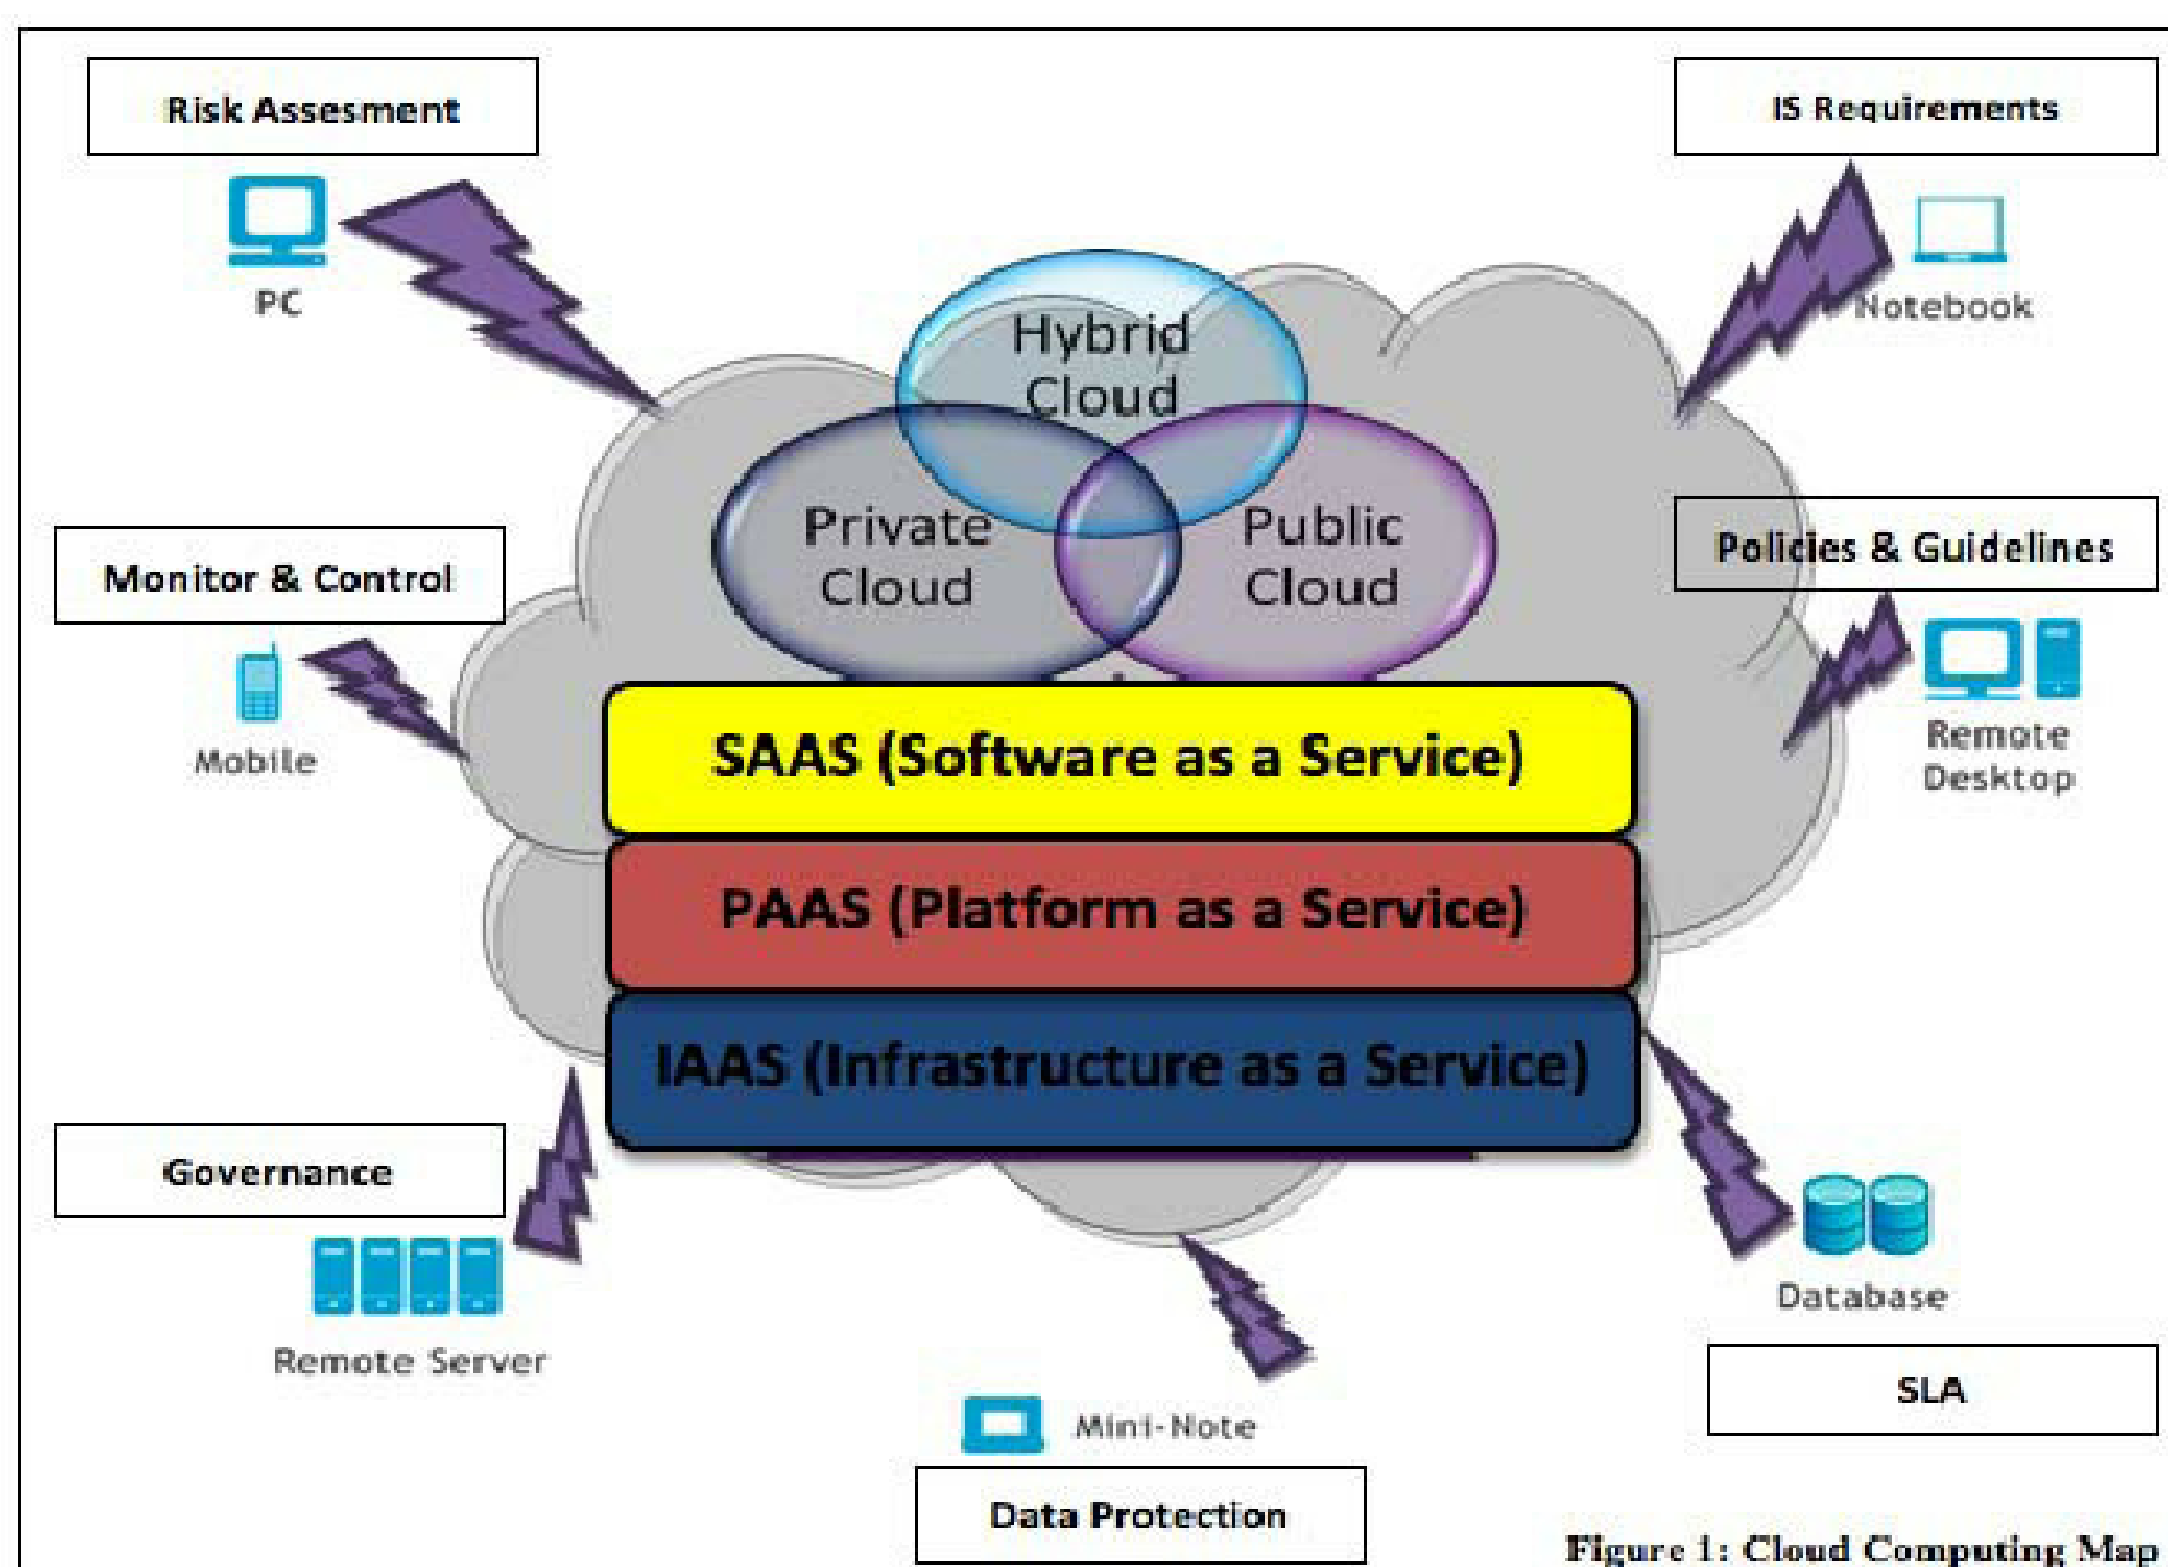 Risk Assesment
IS Requirements
PC
Notebook
Hybrid
Cloud
Private
Cloud
Public
Cloud
Monitor & Control
Policies & Guidelines
Mobile
Remote
Desktop
SAAS (Software as a Service)
PAAS (Platform as a Service)
IAAS (Infrastructure as a Service)
Governance
Remote Server
Database
SLA
Mini-Note
Data Protection
Figure 1: Cloud Computing Map